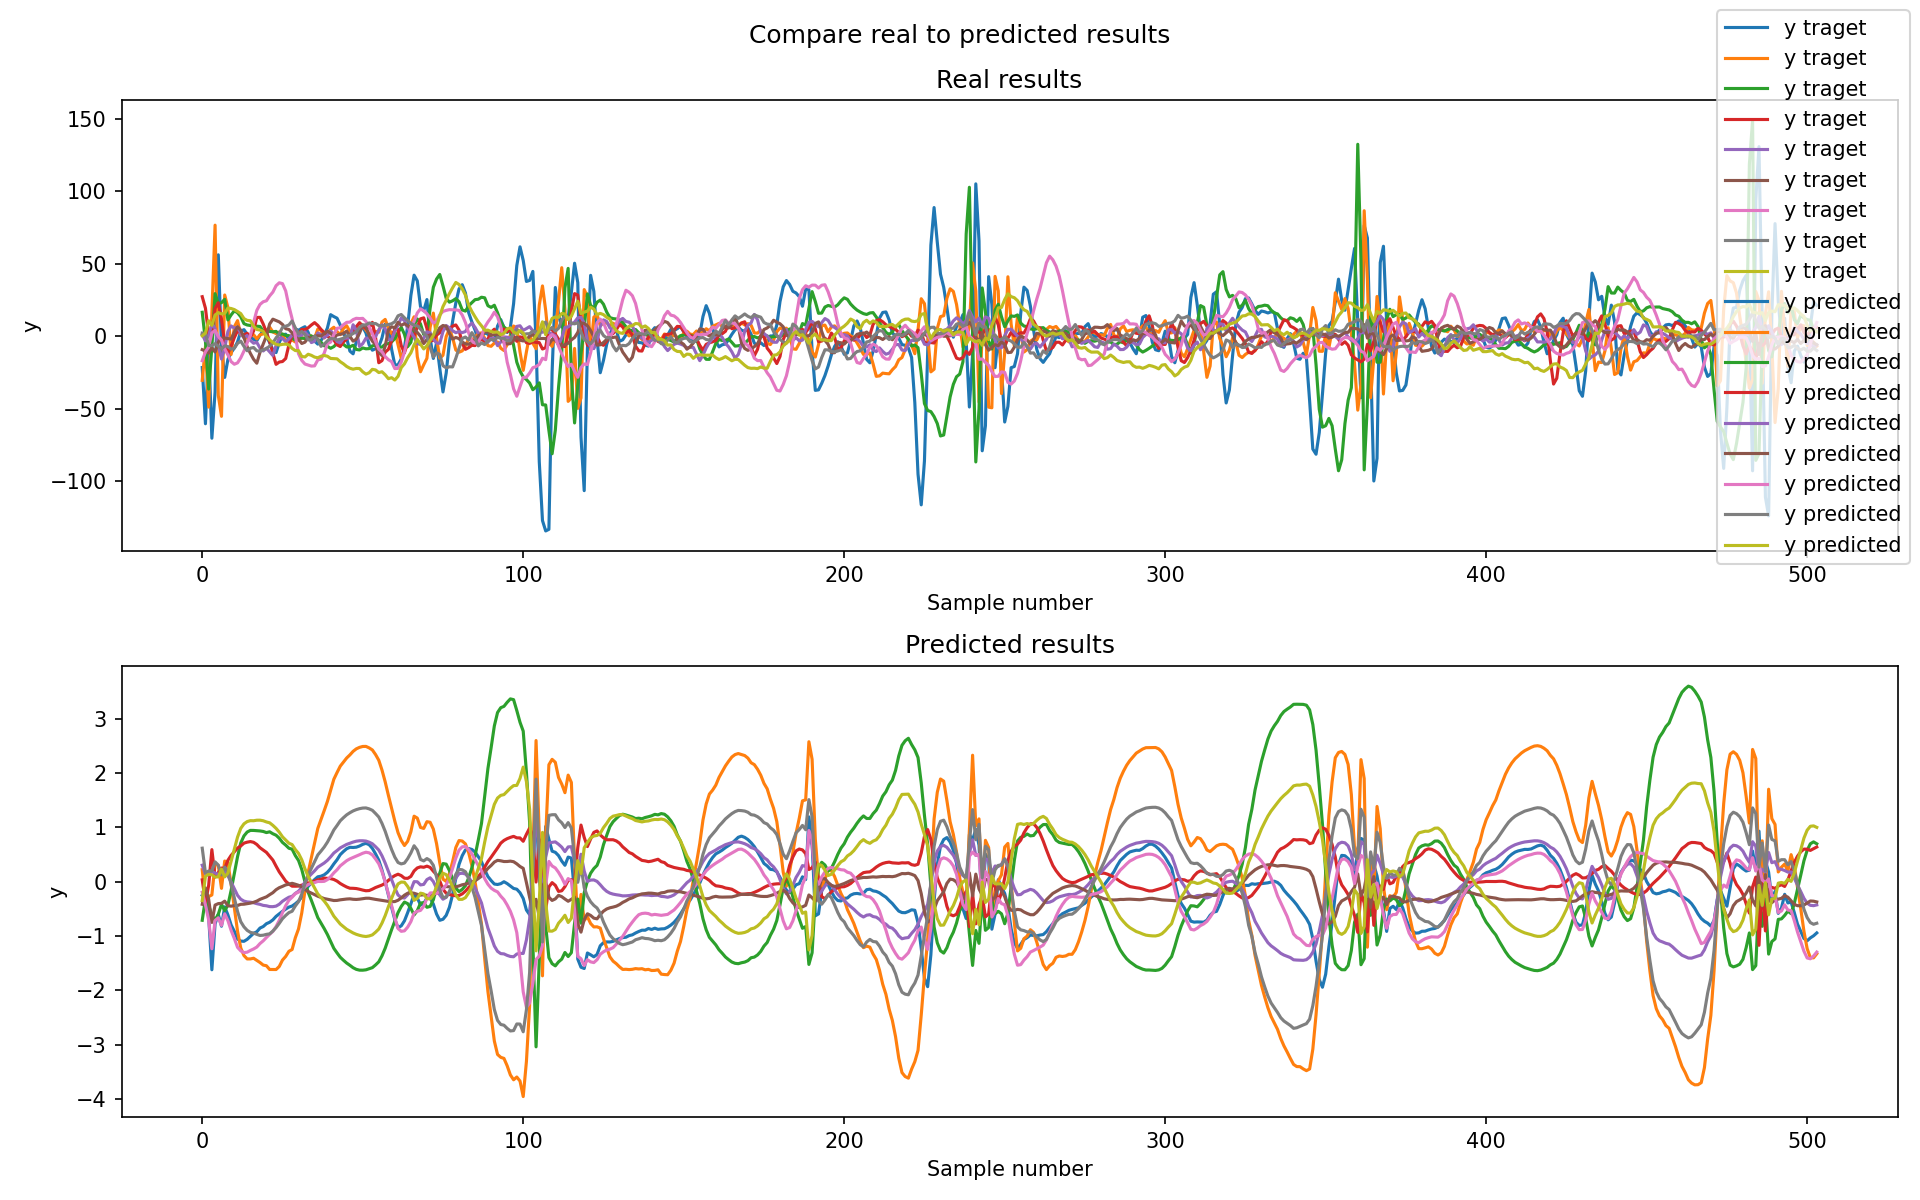 Compare real to predicted results
Real results
y traget
y traget
y traget
y traget
y traget
y traget
y traget
y traget
y traget
y predicted
y predicted
y predicted
y predicted
y predicted
y predicted
y predicted
y predicted
y predicted
150
100
50
0
−50
−100
y
0 100 200 300 400 500
Sample number
Predicted results
3
2
1
0
−1
−2
−3
−4
y
0 100 200 300 400 500
Sample number